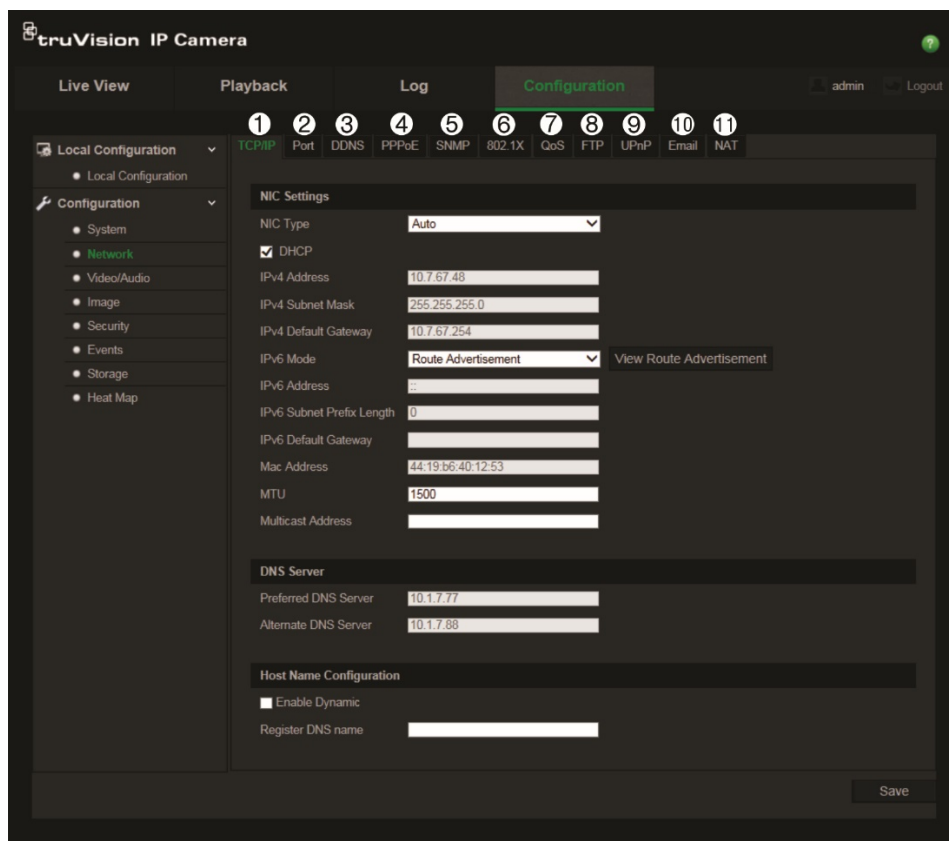 truVision IP Camera
?
Live View Playback Log Configuration admin Logout
1 2 3 4 5 6 7 8 9 10 11
TCP/IP Port DDNS PPPoE SNMP 802.1X QoS FTP UPnP Email NAT
Local Configuration
Local Configuration
Configuration
System
Network
Video/Audio
Image
Security
Events
Storage
Heat Map
NIC Settings
NIC Type Auto
DHCP
IPv4 Address 10.7.67.48
IPv4 Subnet Mask 255.255.255.0
IPv4 Default Gateway 10.7.67.254
IPv6 Mode Route Advertisement View Route Advertisement
IPv6 Address ::
IPv6 Subnet Prefix Length 0
IPv6 Default Gateway
Mac Address 44:19:b6:40:12:53
MTU 1500
Multicast Address
DNS Server
Preferred DNS Server 10.1.7.77
Alternate DNS Server 10.1.7.88
Host Name Configuration
Enable Dynamic
Register DNS name
Save